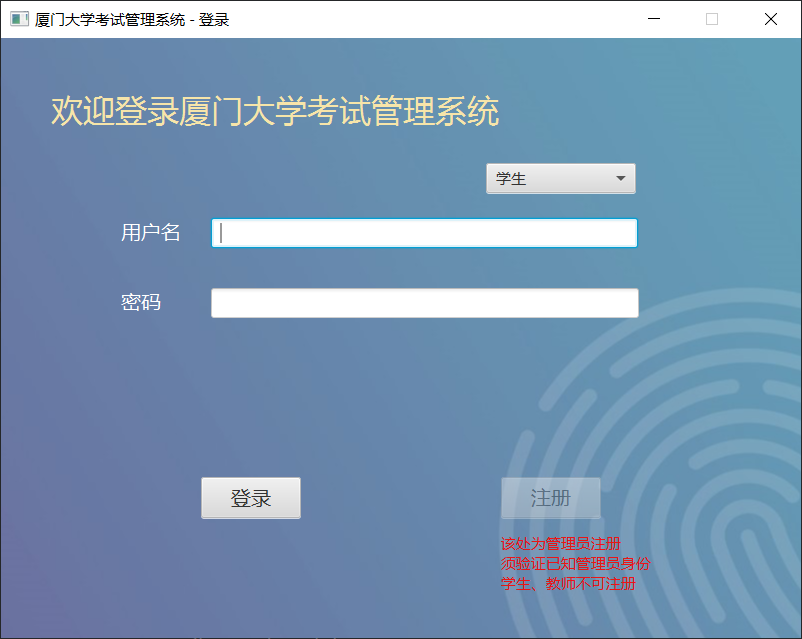 厦门大学考试管理系统 - 登录
欢迎登录厦门大学考试管理系统
学生
用户名
密码
登录
注册
该处为管理员注册
须验证已知管理员身份
学生、教师不可注册